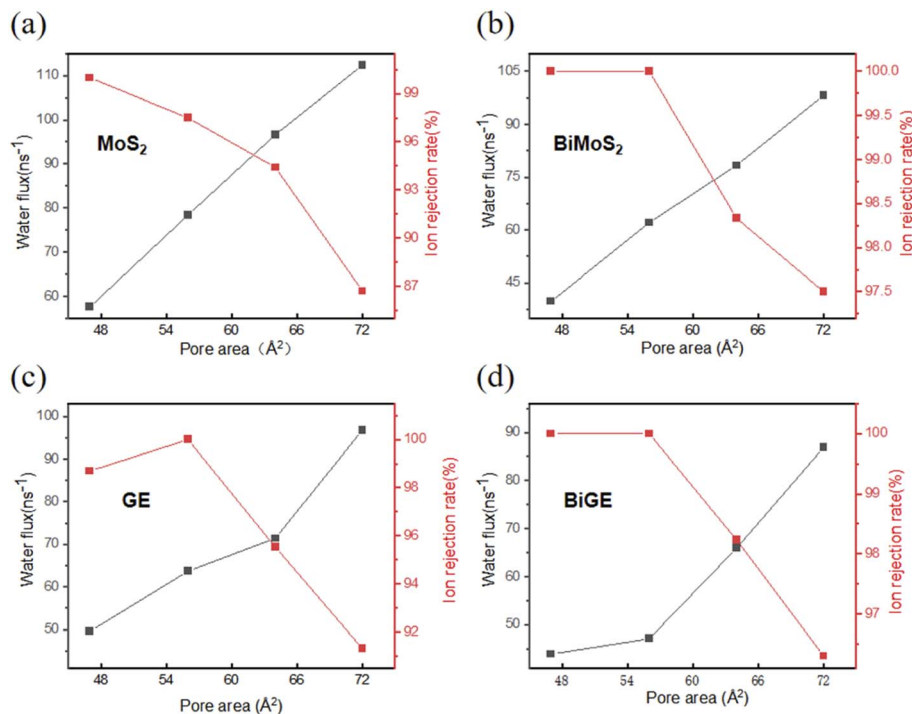 (a)
MoS₂
Water flux(ns⁻¹)
110
100
90
80
70
60
99
96
93
90
87
Ion rejection rate(%)
48 54 60 66 72
Pore area（Å²）
(b)
BiMoS₂
Water flux(ns⁻¹)
105
90
75
60
45
100.0
99.5
99.0
98.5
98.0
97.5
Ion rejection rate(%)
48 54 60 66 72
Pore area (Å²)
(c)
GE
Water flux(ns⁻¹)
100
90
80
70
60
50
100
98
96
94
92
Ion rejection rate(%)
48 54 60 66 72
Pore area (Å²)
(d)
BiGE
Water flux(ns⁻¹)
90
80
70
60
50
100
99
98
96
Ion rejection rate(%)
48 54 60 66 72
Pore area (Å²)